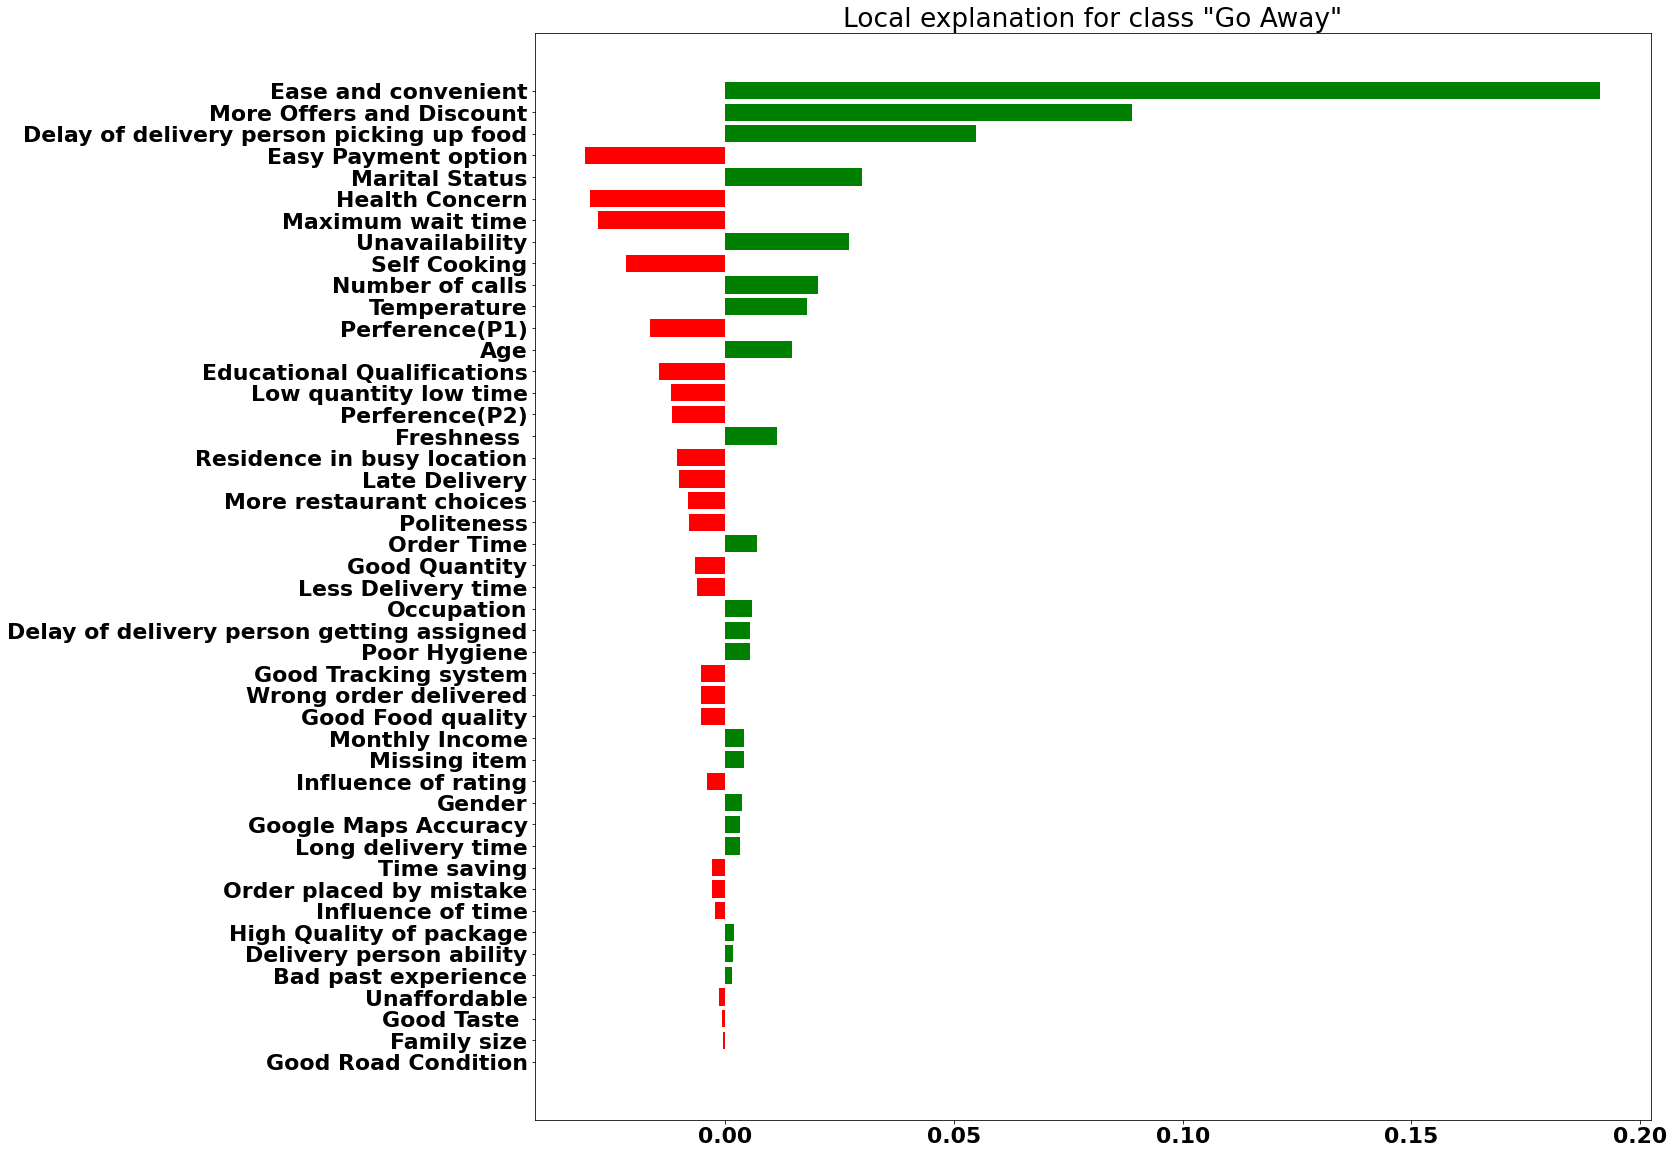 Local explanation for class "Go Away"
Ease and convenient
More Offers and Discount
Delay of delivery person picking up food
Easy Payment option
Marital Status
Health Concern
Maximum wait time
Unavailability
Self Cooking
Number of calls
Temperature
Perference(P1)
Age
Educational Qualifications
Low quantity low time
Perference(P2)
Freshness
Residence in busy location
Late Delivery
More restaurant choices
Politeness
Order Time
Good Quantity
Less Delivery time
Occupation
Delay of delivery person getting assigned
Poor Hygiene
Good Tracking system
Wrong order delivered
Good Food quality
Monthly Income
Missing item
Influence of rating
Gender
Google Maps Accuracy
Long delivery time
Time saving
Order placed by mistake
Influence of time
High Quality of package
Delivery person ability
Bad past experience
Unaffordable
Good Taste
Family size
Good Road Condition
0.00 0.05 0.10 0.15 0.20